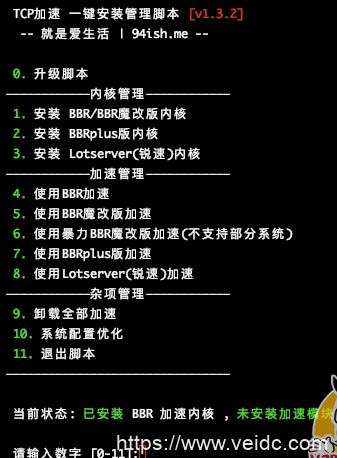 TCP加速 一键安装管理脚本 [v1.3.2]
-- 就是爱生活 | 94ish.me --
0. 升级脚本
————————————内核管理————————————
1. 安装 BBR/BBR魔改版内核
2. 安装 BBRplus版内核
3. 安装 Lotserver(锐速)内核
————————————加速管理————————————
4. 使用BBR加速
5. 使用BBR魔改版加速
6. 使用暴力BBR魔改版加速(不支持部分系统)
7. 使用BBRplus版加速
8. 使用Lotserver(锐速)加速
————————————杂项管理————————————
9. 卸载全部加速
10. 系统配置优化
11. 退出脚本
————————————————————————————————
当前状态: 已安装 BBR 加速内核 , 未安装加速模块
请输入数字 [0-11]:
https://www.veidc.com